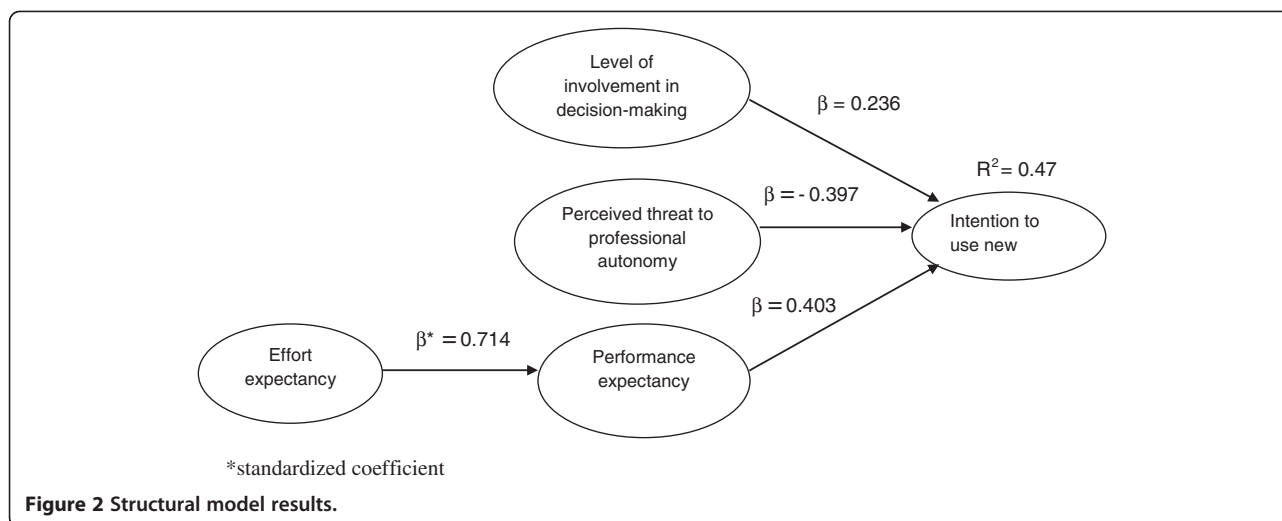 Level of
involvement in
decision-making
β = 0.236
R² = 0.47
Perceived threat to
professional
autonomy
β = - 0.397
Intention to
use new
β = 0.403
Effort
expectancy
β* = 0.714
Performance
expectancy
*standardized coefficient
Figure 2 Structural model results.